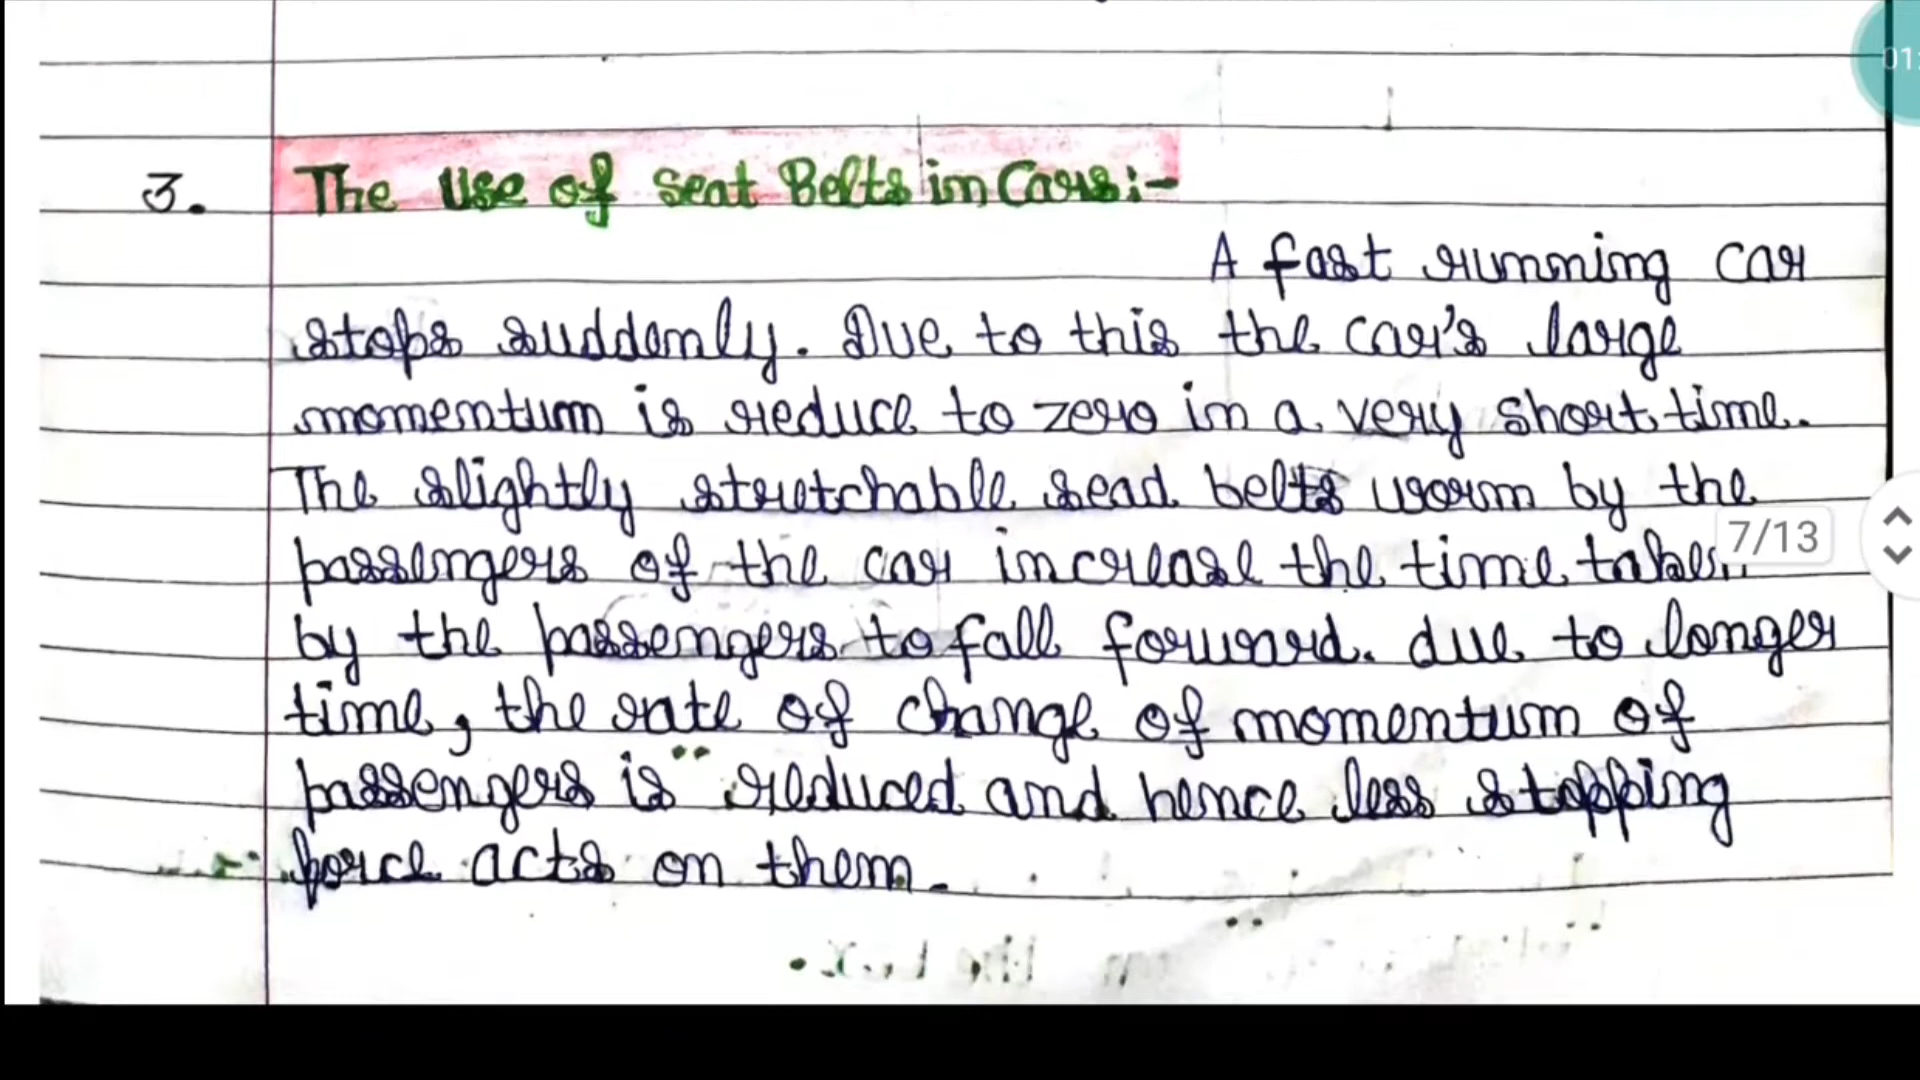 3. The Use of Seat Belts in Cars:-
A fast running car
stops suddenly. Due to this the car's large
momentum is reduce to zero in a very short time.
The slightly stretchable sead belts worm by the
passengers of the car increase the time taken
by the passengers to fall forward. due to longer
time, the rate of change of momentum of
passengers is reduced and hence less stopping
force acts on them.
7/13
01: